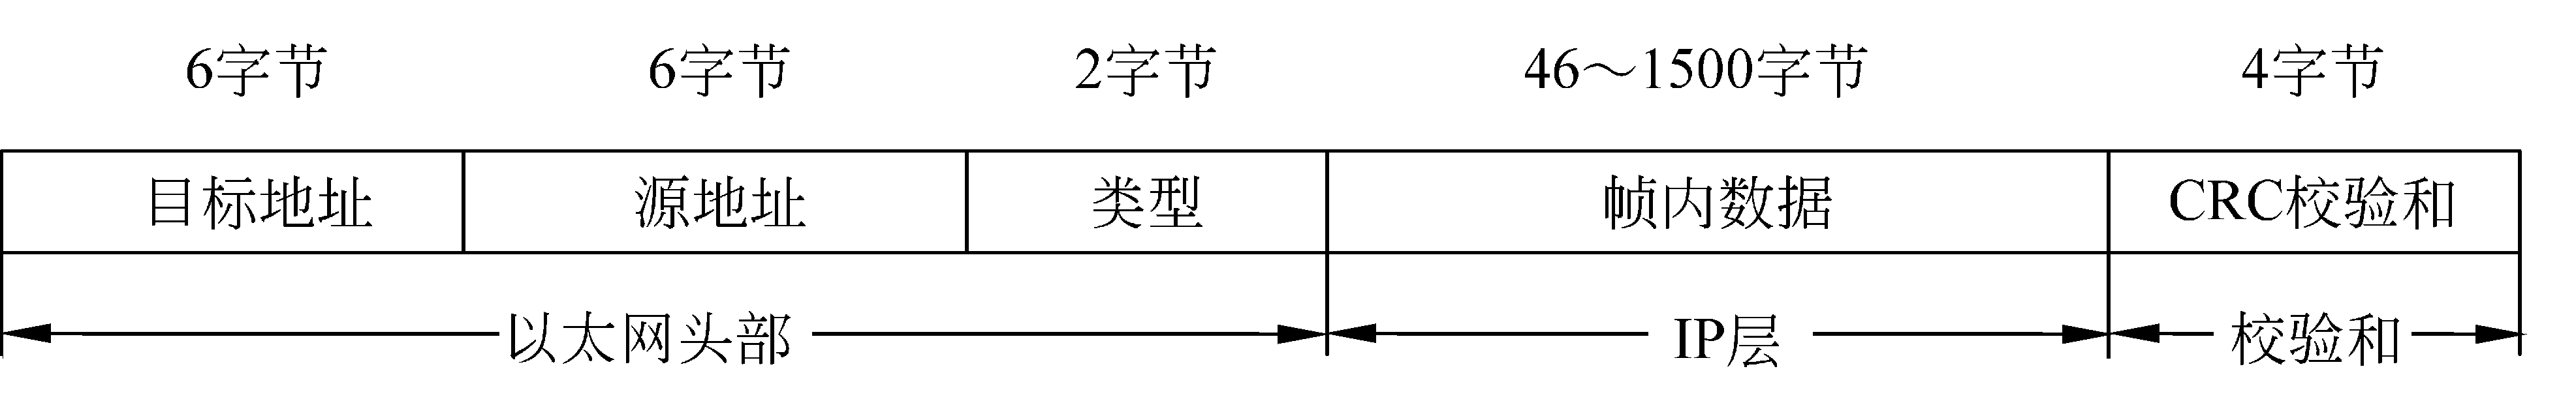 6字节 6字节 2字节 46～1500字节 4字节
目标地址 源地址 类型 帧内数据 CRC校验和
以太网头部 IP层 校验和